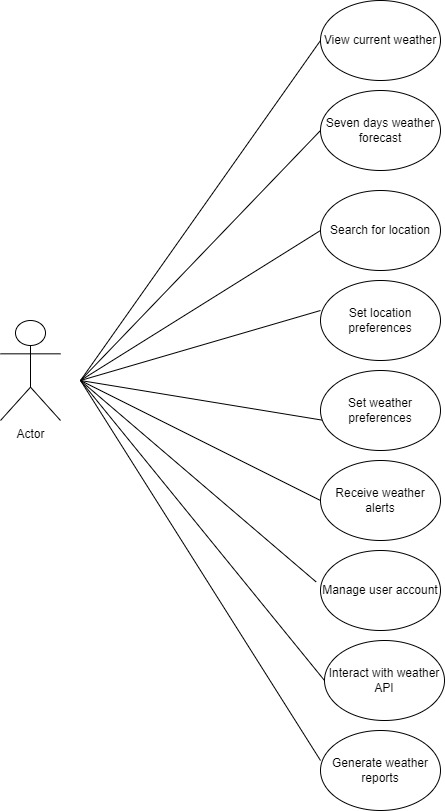 View current weather
Seven days weather
forecast
Search for location
Set location
preferences
Set weather
preferences
Actor
Receive weather
alerts
Manage user account
Interact with weather
API
Generate weather
reports